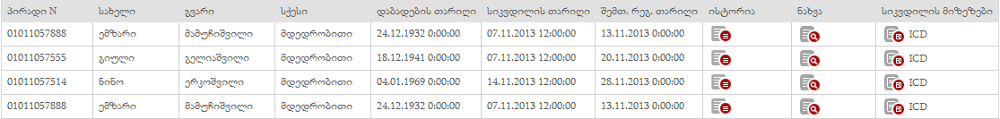 პირადი N სახელი გვარი სქესი დაბადების თარიღი სიკვდილის თარიღი შემთ. რეგ. თარიღი ისტორია ნახვა სიკვდილის მიზეზები
01011057888 ემზარი მამუჩიშვილი მდედრობითი 24.12.1932 0:00:00 07.11.2013 12:00:00 13.11.2013 0:00:00 ICD
01011057555 გიული გელიაშვილი მდედრობითი 18.12.1941 0:00:00 07.11.2013 12:00:00 20.11.2013 0:00:00 ICD
01011057514 ნინო ერკოშვილი მდედრობითი 04.01.1969 0:00:00 14.11.2013 12:00:00 28.11.2013 0:00:00 ICD
01011057888 ემზარი მამუჩიშვილი მდედრობითი 24.12.1932 0:00:00 07.11.2013 12:00:00 13.11.2013 0:00:00 ICD